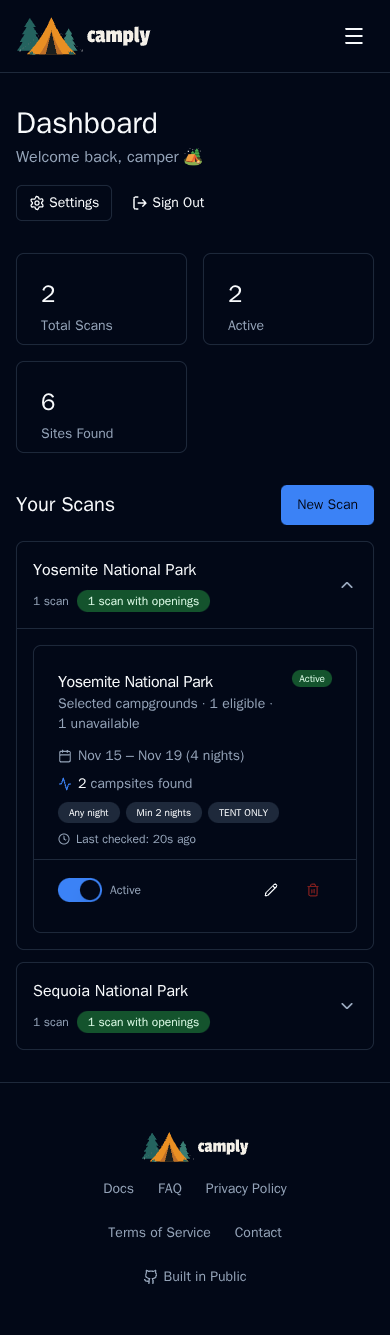 camply
Dashboard
Welcome back, camper 🏕️
Settings
Sign Out
2
Total Scans
2
Active
6
Sites Found
Your Scans
New Scan
Yosemite National Park
1 scan
1 scan with openings
Yosemite National Park
Active
Selected campgrounds · 1 eligible ·
1 unavailable
Nov 15 – Nov 19 (4 nights)
2 campsites found
Any night
Min 2 nights
TENT ONLY
Last checked: 20s ago
Active
Sequoia National Park
1 scan
1 scan with openings
camply
Docs
FAQ
Privacy Policy
Terms of Service
Contact
Built in Public